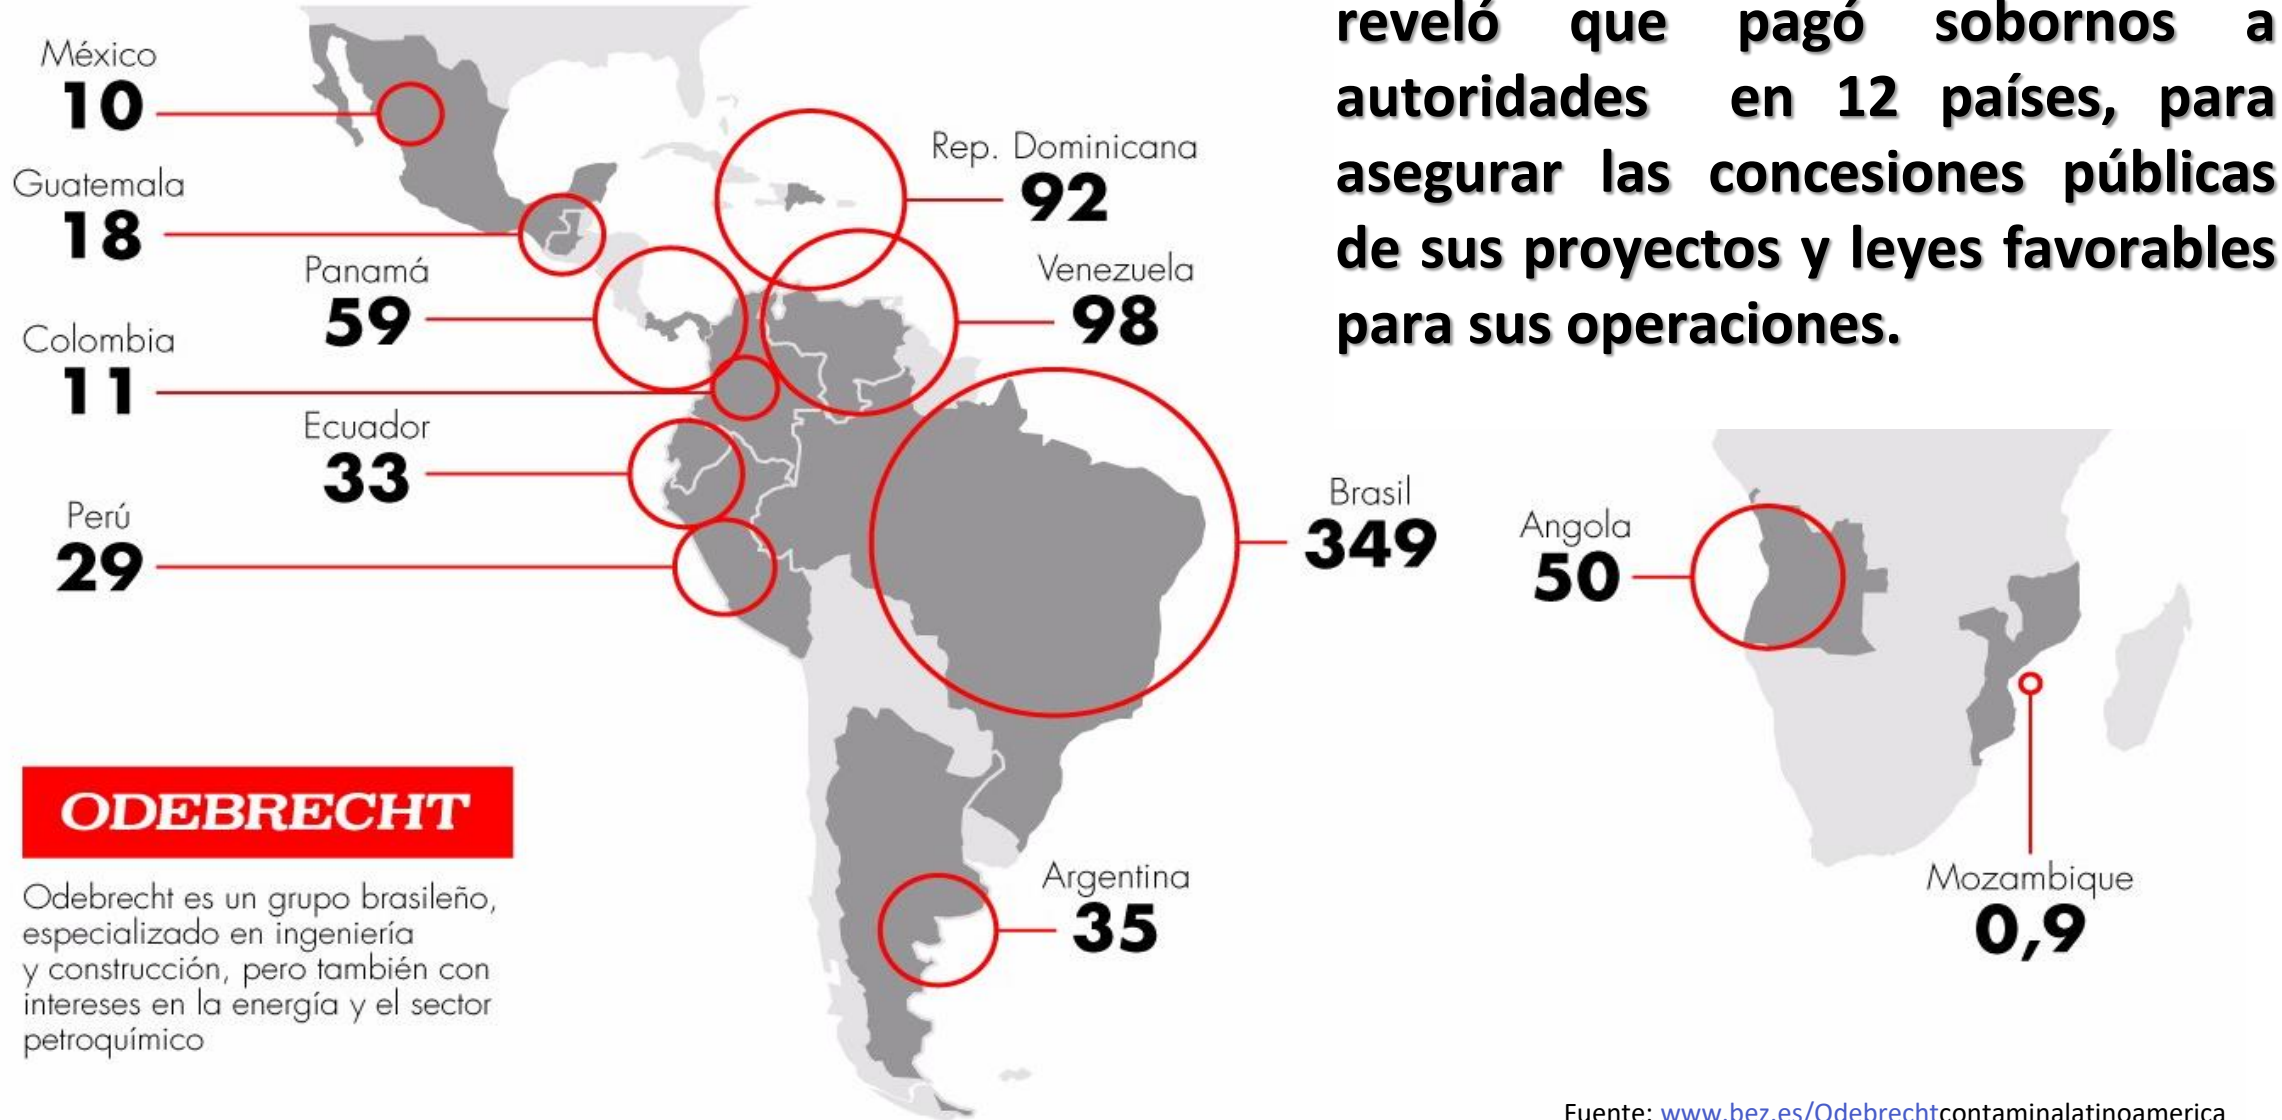 reveló que pagó sobornos a
autoridades en 12 países, para
asegurar las concesiones públicas
de sus proyectos y leyes favorables
para sus operaciones.
México
10
Guatemala
18
Panamá
59
Colombia
11
Ecuador
33
Perú
29
Rep. Dominicana
92
Venezuela
98
Brasil
349
Argentina
35
Angola
50
Mozambique
0,9
ODEBRECHT
Odebrecht es un grupo brasileño,
especializado en ingeniería
y construcción, pero también con
intereses en la energía y el sector
petroquímico
Fuente: www.bez.es/Odebrechtcontaminalatinoamerica